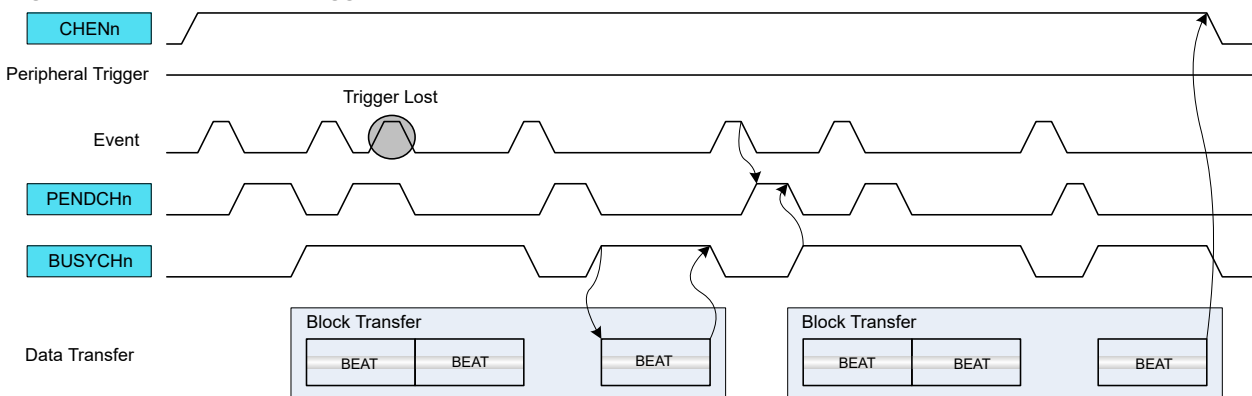 CHENn
Peripheral Trigger
Trigger Lost
Event
PENDCHn
BUSYCHn
Block Transfer
Block Transfer
Data Transfer
BEAT
BEAT
BEAT
BEAT
BEAT
BEAT